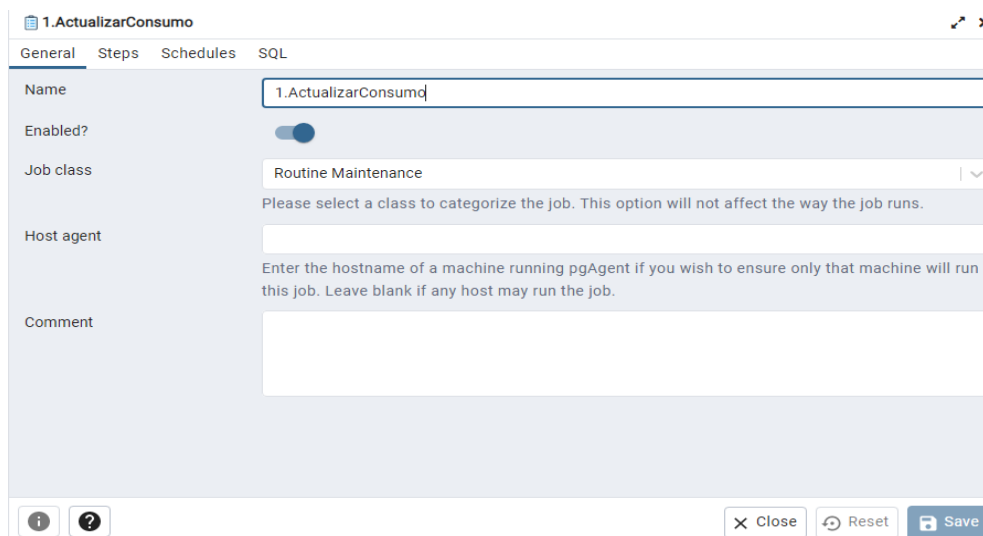 1.ActualizarConsumo
General Steps Schedules SQL
Name 1.ActualizarConsumo
Enabled?
Job class Routine Maintenance
Please select a class to categorize the job. This option will not affect the way the job runs.
Host agent
Enter the hostname of a machine running pgAgent if you wish to ensure only that machine will run
this job. Leave blank if any host may run the job.
Comment
Close Reset Save